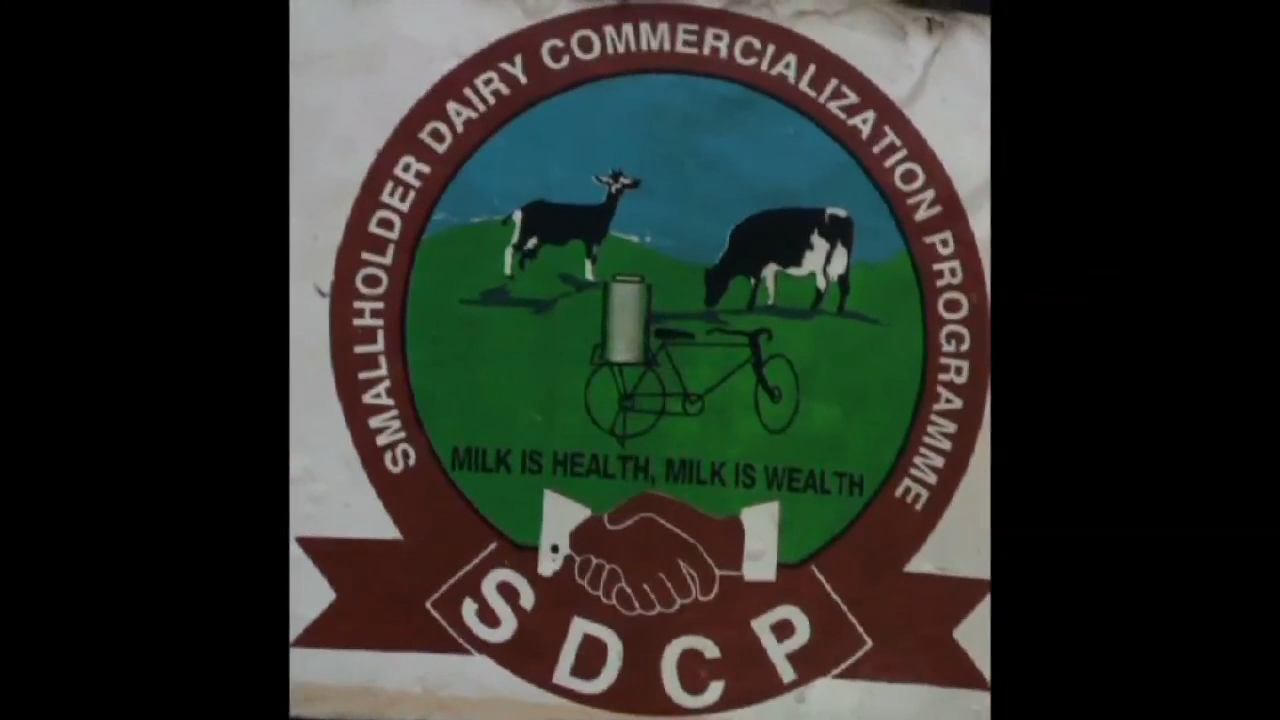 SMALLHOLDER DAIRY COMMERCIALIZATION PROGRAMME
MILK IS HEALTH, MILK IS WEALTH
SDCP